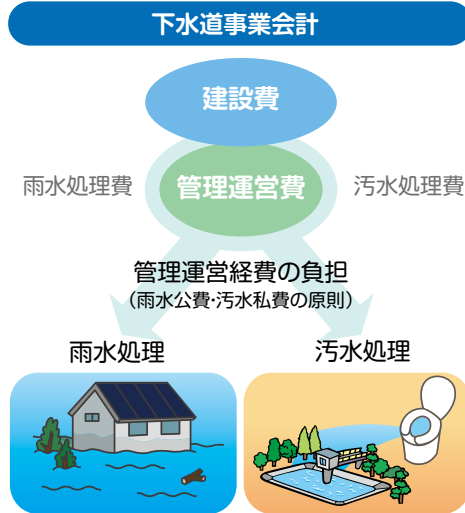 下水道事業会計
建設費
雨水処理費
管理運営費
汚水処理費
管理運営経費の負担
(雨水公費・汚水私費の原則)
雨水処理
汚水処理